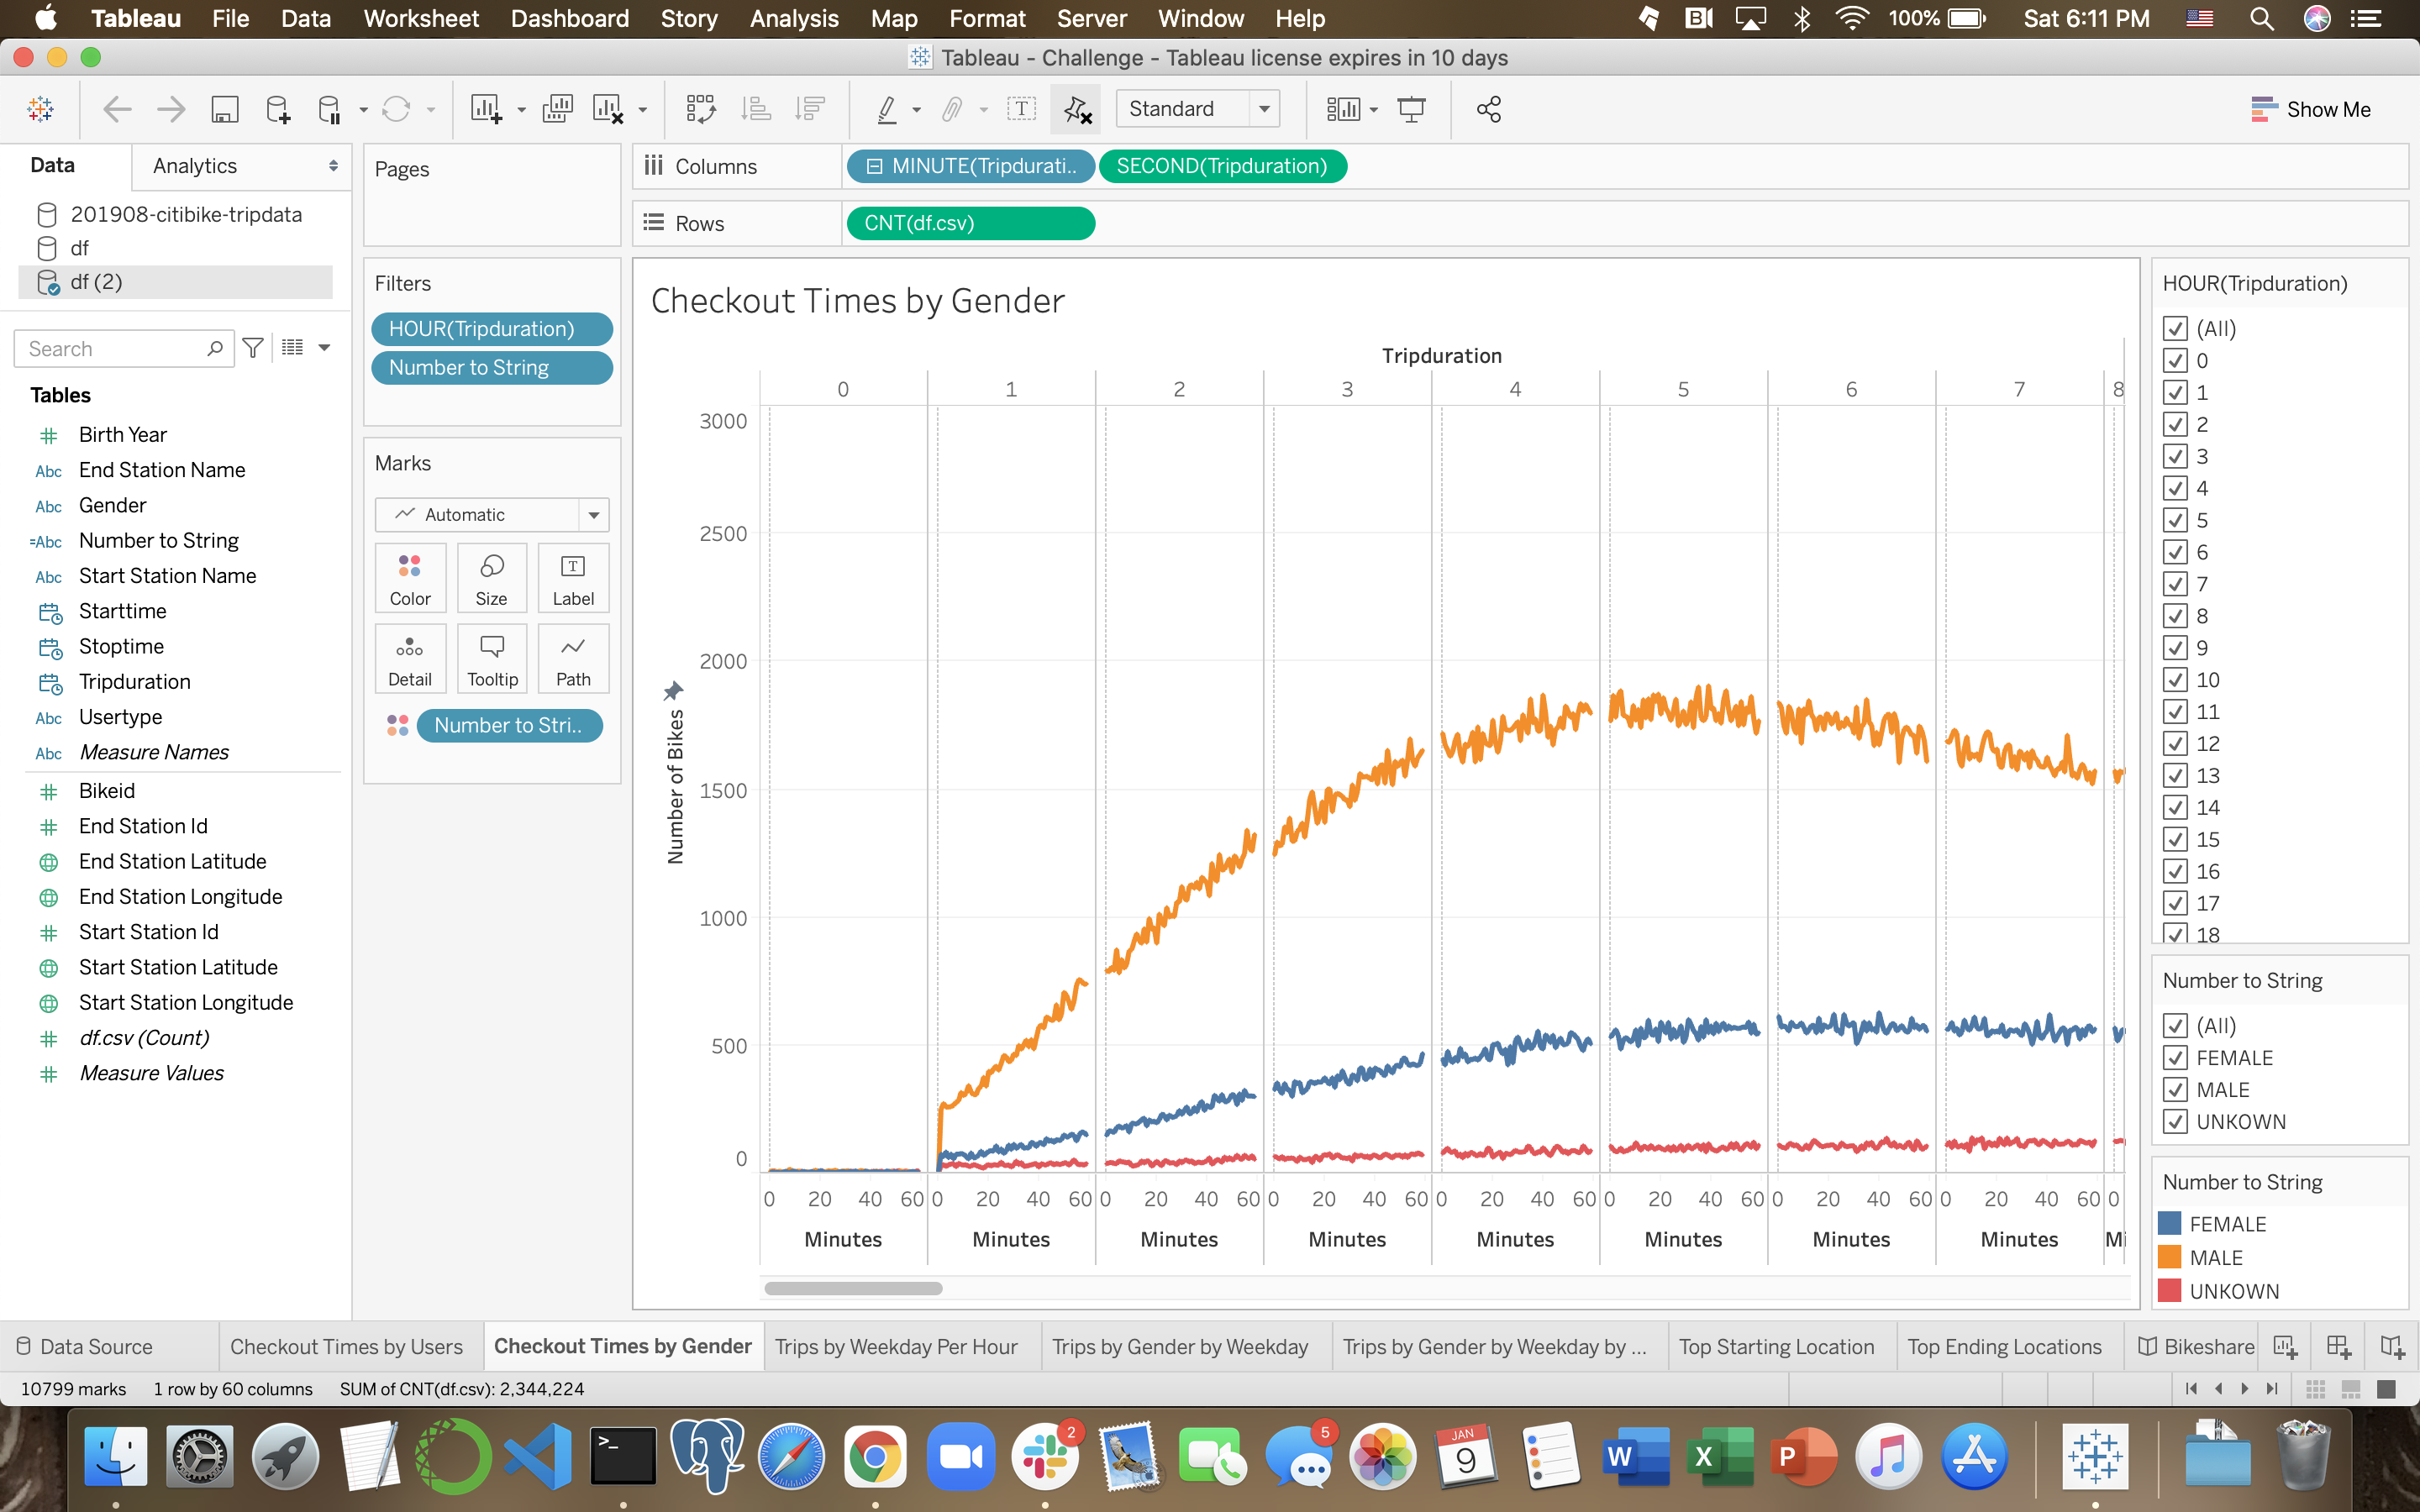 Tableau File Data Worksheet Dashboard Story Analysis Map Format Server Window Help 100% Sat 6:11 PM
Tableau - Challenge - Tableau license expires in 10 days
Standard
Show Me
Data
Analytics
201908-citibike-tripdata
df
df (2)
Search
Tables
Birth Year
Abc End Station Name
Abc Gender
=Abc Number to String
Abc Start Station Name
Starttime
Stoptime
Tripduration
Abc Usertype
Abc Measure Names
Bikeid
End Station Id
End Station Latitude
End Station Longitude
Start Station Id
Start Station Latitude
Start Station Longitude
df.csv (Count)
Measure Values
Pages
Filters
HOUR(Tripduration)
Number to String
Marks
Automatic
Color Size Label
Detail Tooltip Path
Number to Stri..
Columns MINUTE(Tripdurati.. SECOND(Tripduration)
Rows CNT(df.csv)
Checkout Times by Gender
Tripduration
0 1 2 3 4 5 6 7 8
3000
2500
2000
1500
1000
500
0
Number of Bikes
0 20 40 60 0 20 40 60 0 20 40 60 0 20 40 60 0 20 40 60 0 20 40 60 0 20 40 60 0 20 40 60 0
Minutes Minutes Minutes Minutes Minutes Minutes Minutes Minutes Mi
HOUR(Tripduration)
(All)
0
1
2
3
4
5
6
7
8
9
10
11
12
13
14
15
16
17
18
Number to String
(All)
FEMALE
MALE
UNKOWN
Number to String
FEMALE
MALE
UNKOWN
Data Source Checkout Times by Users Checkout Times by Gender Trips by Weekday Per Hour Trips by Gender by Weekday Trips by Gender by Weekday by ... Top Starting Location Top Ending Locations Bikeshare
10799 marks 1 row by 60 columns SUM of CNT(df.csv): 2,344,224
>_ 2 5 JAN 9 W X P